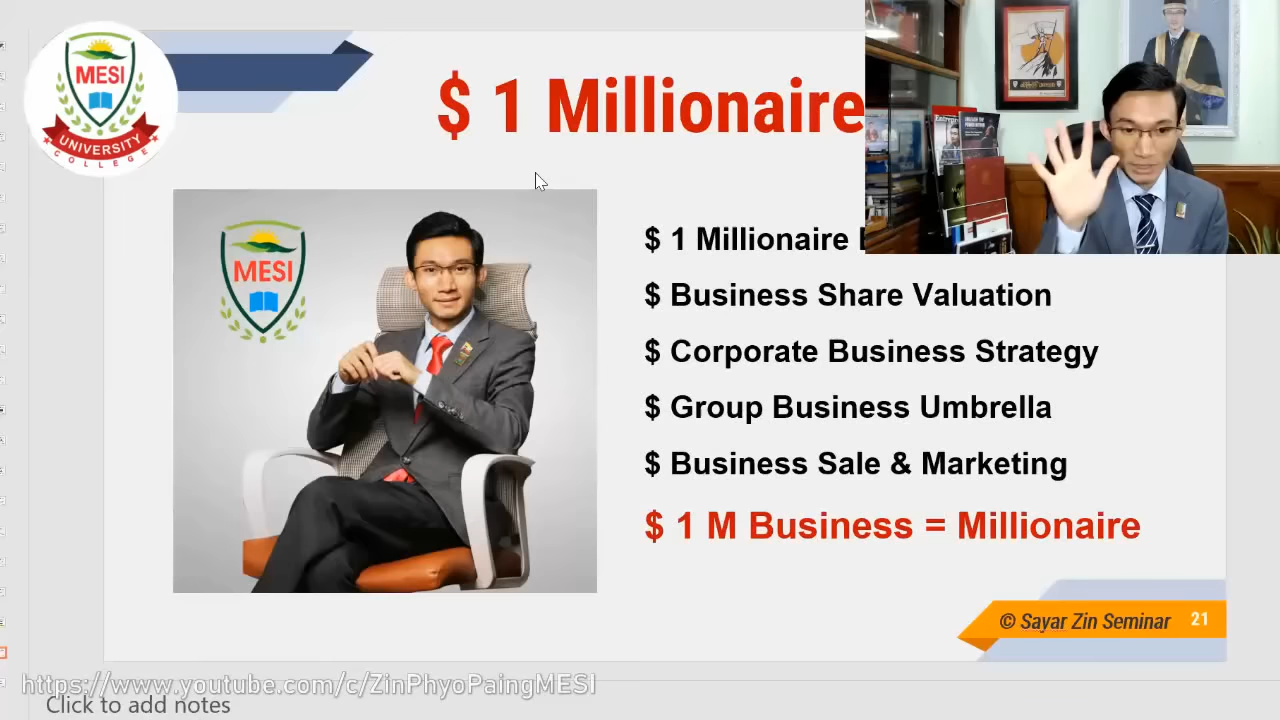 MESI
UNIVERSITY
COLLEGE
$ 1 Millionaire
MESI
$ 1 Millionaire
$ Business Share Valuation
$ Corporate Business Strategy
$ Group Business Umbrella
$ Business Sale & Marketing
$ 1 M Business = Millionaire
© Sayar Zin Seminar 21
https://www.youtube.com/c/ZinPhyoPaingMESI
Click to add notes